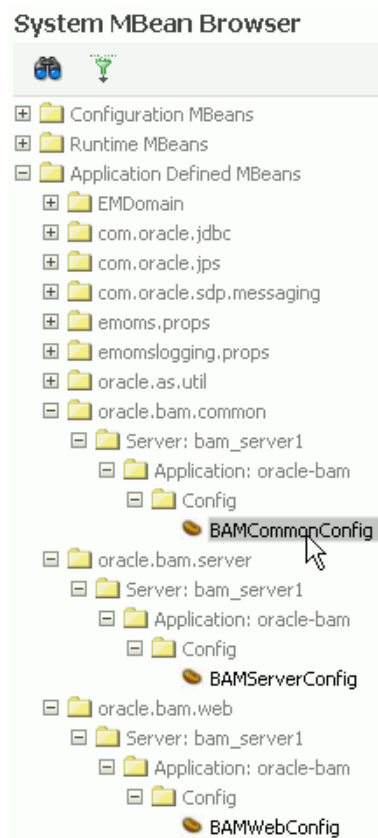 System MBean Browser
Configuration MBeans
Runtime MBeans
Application Defined MBeans
EMDomain
com.oracle.jdbc
com.oracle.jps
com.oracle.sdp.messaging
emoms.props
emomslogging.props
oracle.as.util
oracle.bam.common
Server: bam_server1
Application: oracle-bam
Config
BAMCommonConfig
oracle.bam.server
Server: bam_server1
Application: oracle-bam
Config
BAMServerConfig
oracle.bam.web
Server: bam_server1
Application: oracle-bam
Config
BAMWebConfig